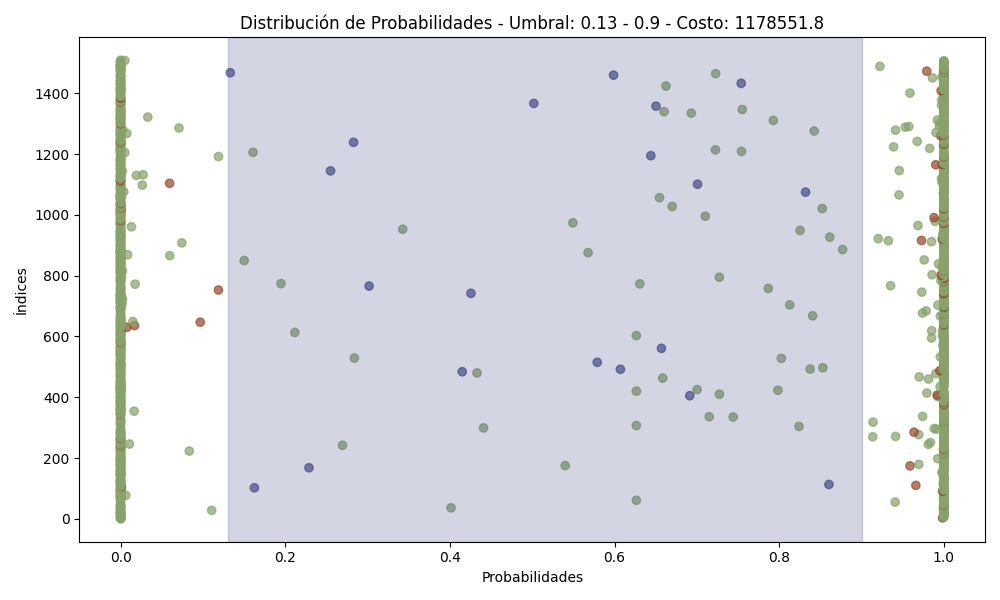 Distribución de Probabilidades - Umbral: 0.13 - 0.9 - Costo: 1178551.8
Índices
1400
1200
1000
800
600
400
200
0
0.0 0.2 0.4 0.6 0.8 1.0
Probabilidades